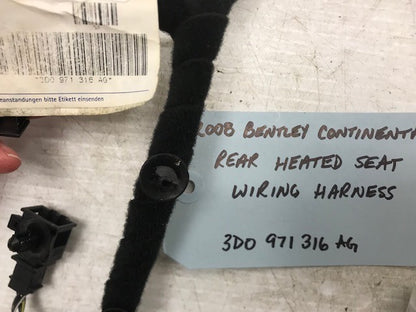 *3D0 971 316 AG*
eanstandungen bitte Etikett einsenden
2008 BENTLEY CONTINENTA
REAR HEATED SEAT
WIRING HARNESS
3D0 971 316 AG